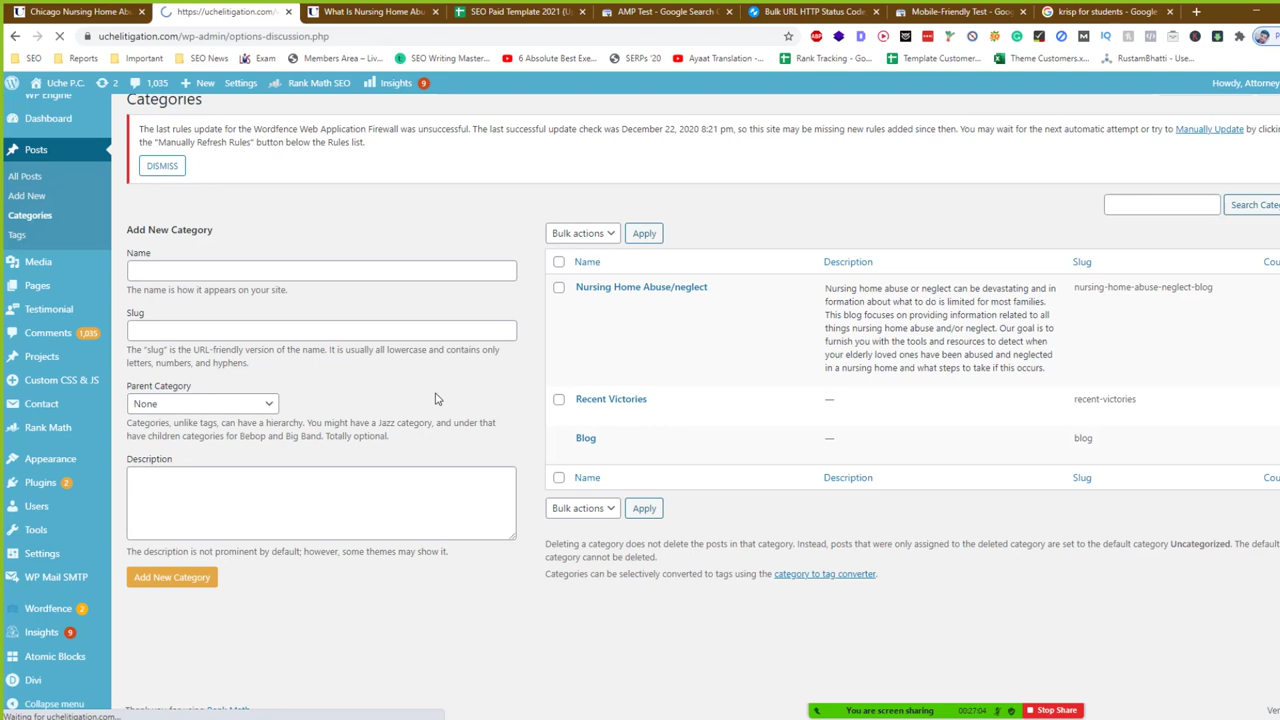 Chicago Nursing Home Ab
https://uchelitigation.com/
What Is Nursing Home Abu
SEO Paid Template 2021 (U
AMP Test - Google Search C
Bulk URL HTTP Status Code
Mobile-Friendly Test - Goo
krisp for students - Google
uchelitigation.com/wp-admin/options-discussion.php
SEO
Reports
Important
SEO News
Exam
Members Area – Liv...
SEO Writing Master...
6 Absolute Best Exe...
SERPs '20
Ayaat Translation -...
Rank Tracking - Go...
Template Customer...
Theme Customers.x...
RustamBhatti - Use...
Uche P.C.
2
1,035
New
Settings
Rank Math SEO
Insights 9
Howdy, Attorney
WP Engine
Dashboard
Posts
All Posts
Add New
Categories
Tags
Media
Pages
Testimonial
Comments 1,035
Projects
Custom CSS & JS
Contact
Rank Math
Appearance
Plugins 2
Users
Tools
Settings
WP Mail SMTP
Wordfence 2
Insights 9
Atomic Blocks
Divi
Collapse menu
Categories
The last rules update for the Wordfence Web Application Firewall was unsuccessful. The last successful update check was December 22, 2020 8:21 pm, so this site may be missing new rules added since then. You may wait for the next automatic attempt or try to Manually Update by clickin
the "Manually Refresh Rules" button below the Rules list.
DISMISS
Search Cate
Add New Category
Name
The name is how it appears on your site.
Slug
The "slug" is the URL-friendly version of the name. It is usually all lowercase and contains only
letters, numbers, and hyphens.
Parent Category
None
Categories, unlike tags, can have a hierarchy. You might have a Jazz category, and under that
have children categories for Bebop and Big Band. Totally optional.
Description
The description is not prominent by default; however, some themes may show it.
Add New Category
Bulk actions
Apply
Name
Description
Slug
Cou
Nursing Home Abuse/neglect
Nursing home abuse or neglect can be devastating and in
formation about what to do is limited for most families.
This blog focuses on providing information related to all
things nursing home abuse and/or neglect. Our goal is to
furnish you with the tools and resources to detect when
your elderly loved ones have been abused and neglected
in a nursing home and what steps to take if this occurs.
nursing-home-abuse-neglect-blog
Recent Victories
—
recent-victories
Blog
—
blog
Name
Description
Slug
Cou
Bulk actions
Apply
Deleting a category does not delete the posts in that category. Instead, posts that were only assigned to the deleted category are set to the default category Uncategorized. The default
category cannot be deleted.
Categories can be selectively converted to tags using the category to tag converter.
Thank you for using Rank Math
Ver
Waiting for uchelitigation.com...
You are screen sharing
00:27:04
Stop Share